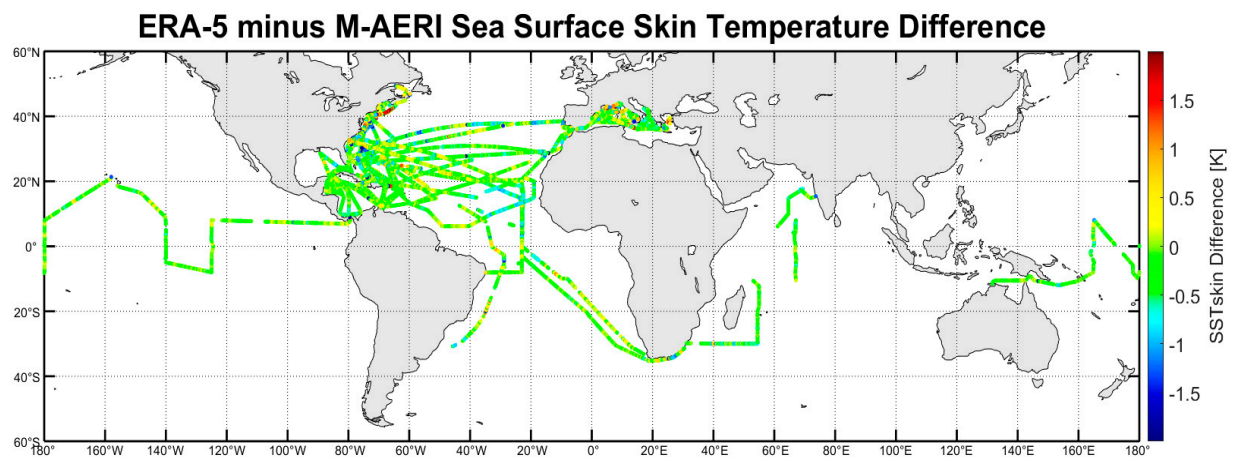 ERA-5 minus M-AERI Sea Surface Skin Temperature Difference
60°N
40°N
20°N
0°
20°S
40°S
60°S
180°
160°W
140°W
120°W
100°W
80°W
60°W
40°W
20°W
0°
20°E
40°E
60°E
80°E
100°E
120°E
140°E
160°E
180°
1.5
1
0.5
0
-0.5
-1
-1.5
SSTskin Difference [K]